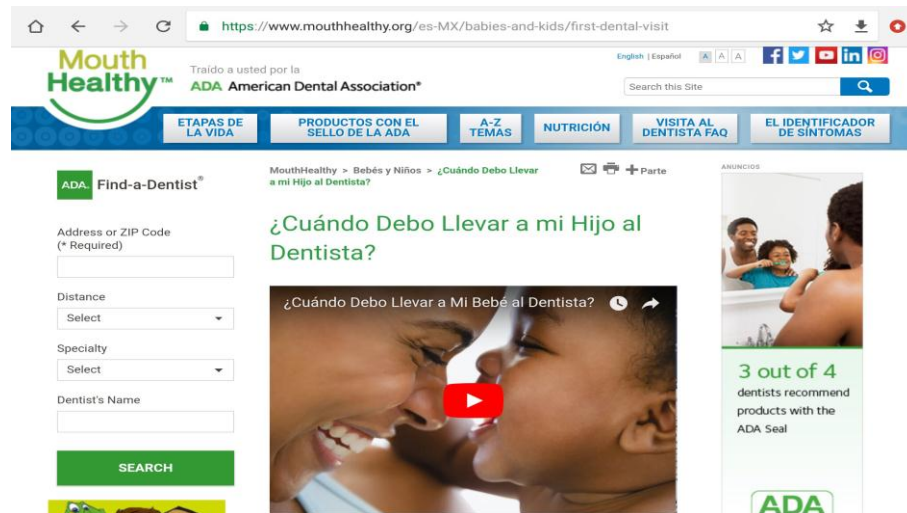 https://www.mouthhealthy.org/es-MX/babies-and-kids/first-dental-visit
Mouth
Healthy™
Traído a usted por la
ADA American Dental Association®
English | Español
A A A
Search this Site
ETAPAS DE
LA VIDA
PRODUCTOS CON EL
SELLO DE LA ADA
A-Z
TEMAS
NUTRICIÓN
VISITA AL
DENTISTA FAQ
EL IDENTIFICADOR
DE SÍNTOMAS
ADA. Find-a-Dentist®
Address or ZIP Code
(* Required)
Distance
Select
Specialty
Select
Dentist's Name
SEARCH
MouthHealthy > Bebés y Niños > ¿Cuándo Debo Llevar
a mi Hijo al Dentista?
Parte
¿Cuándo Debo Llevar a mi Hijo al
Dentista?
¿Cuándo Debo Llevar a Mi Bebé al Dentista?
ANUNCIOS
3 out of 4
dentists recommend
products with the
ADA Seal
ADA